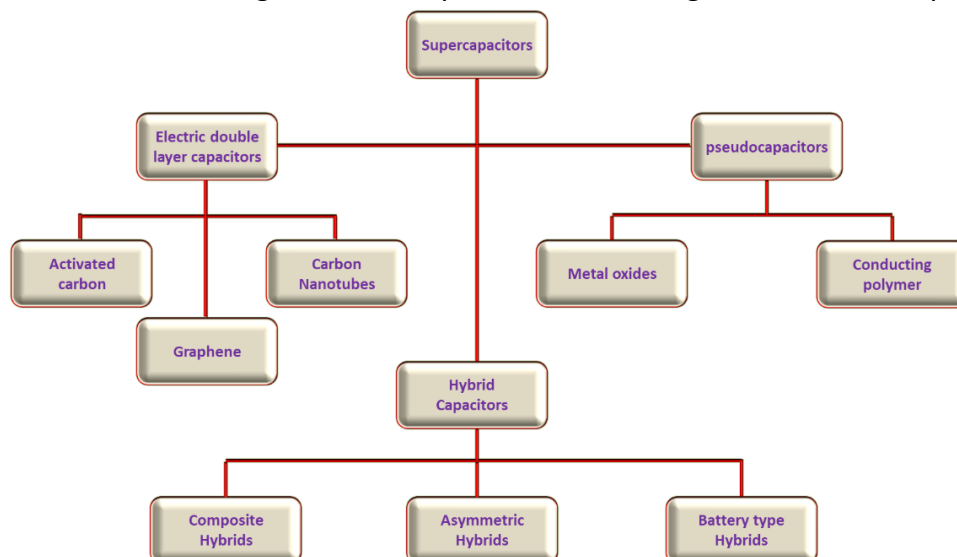 Supercapacitors
Electric double
layer capacitors
pseudocapacitors
Activated
carbon
Carbon
Nanotubes
Metal oxides
Conducting
polymer
Graphene
Hybrid
Capacitors
Composite
Hybrids
Asymmetric
Hybrids
Battery type
Hybrids